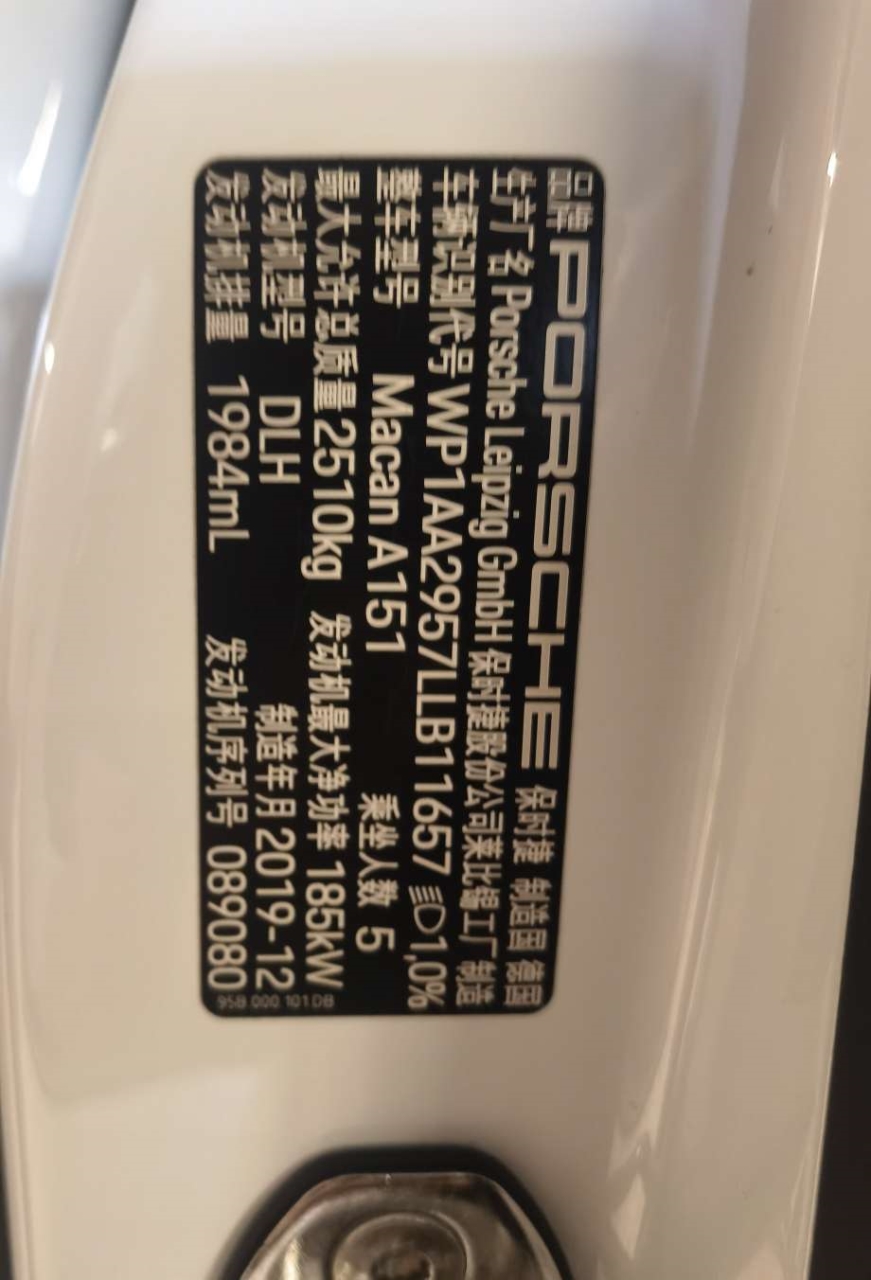 品牌 PORSCHE 保时捷 制造国 德国
生产厂名 Porsche Leipzig GmbH 保时捷股份公司莱比锡工厂 制造
车辆识别代号 WP1AA2957LLB11657 1,0%
整车型号 Macan A151 乘坐人数 5
最大允许总质量 2510kg 发动机最大净功率 185kW
发动机型号 DLH 制造年月 2019-12
发动机排量 1984mL 发动机序列号 089080
95B.000.101.DB